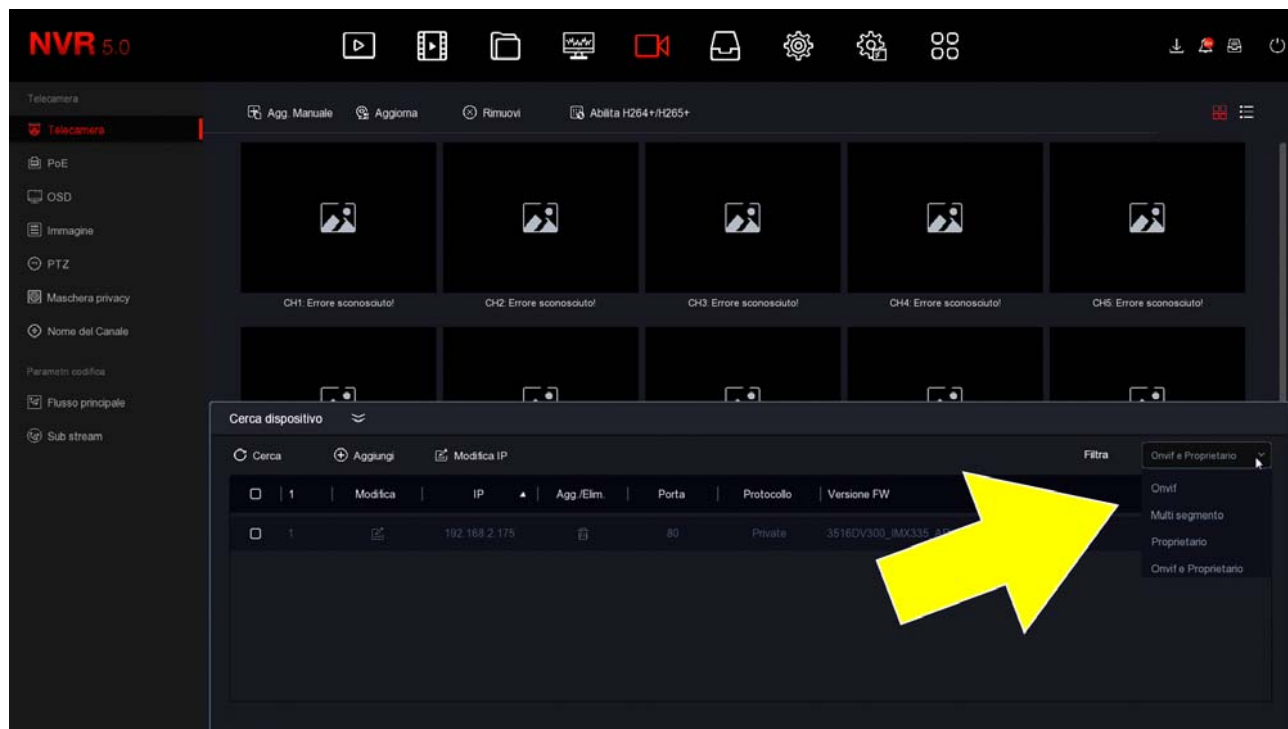 NVR 5.0
Telecamera
Agg. Manuale Aggiorna Rimuovi Abilita H264+/H265+
Telecamera
PoE
OSD
Immagine
PTZ
Maschera privacy
CH1: Errore sconosciuto! CH2: Errore sconosciuto! CH3: Errore sconosciuto! CH4: Errore sconosciuto! CH5: Errore sconosciuto!
Nome del Canale
Parametri codifica
Flusso principale
Sub stream
Cerca dispositivo
Cerca Aggiungi Modifica IP Filtra Onvif e Proprietario
1 Modifica IP Agg./Elim. Porta Protocollo Versione FW
1 192.168.2.175 80 Private 3516DV300_IMX335
Onvif
Multi segmento
Proprietario
Onvif e Proprietario